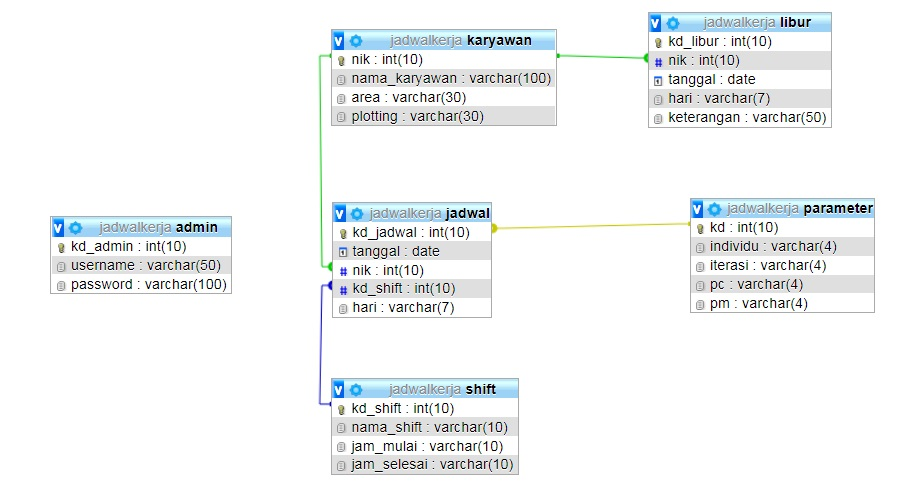 jadwalkerja karyawan
nik : int(10)
nama_karyawan : varchar(100)
area : varchar(30)
plotting : varchar(30)
jadwalkerja libur
kd_libur : int(10)
nik : int(10)
tanggal : date
hari : varchar(7)
keterangan : varchar(50)
jadwalkerja admin
kd_admin : int(10)
username : varchar(50)
password : varchar(100)
jadwalkerja jadwal
kd_jadwal : int(10)
tanggal : date
nik : int(10)
kd_shift : int(10)
hari : varchar(7)
jadwalkerja parameter
kd : int(10)
individu : varchar(4)
iterasi : varchar(4)
pc : varchar(4)
pm : varchar(4)
jadwalkerja shift
kd_shift : int(10)
nama_shift : varchar(10)
jam_mulai : varchar(10)
jam_selesai : varchar(10)